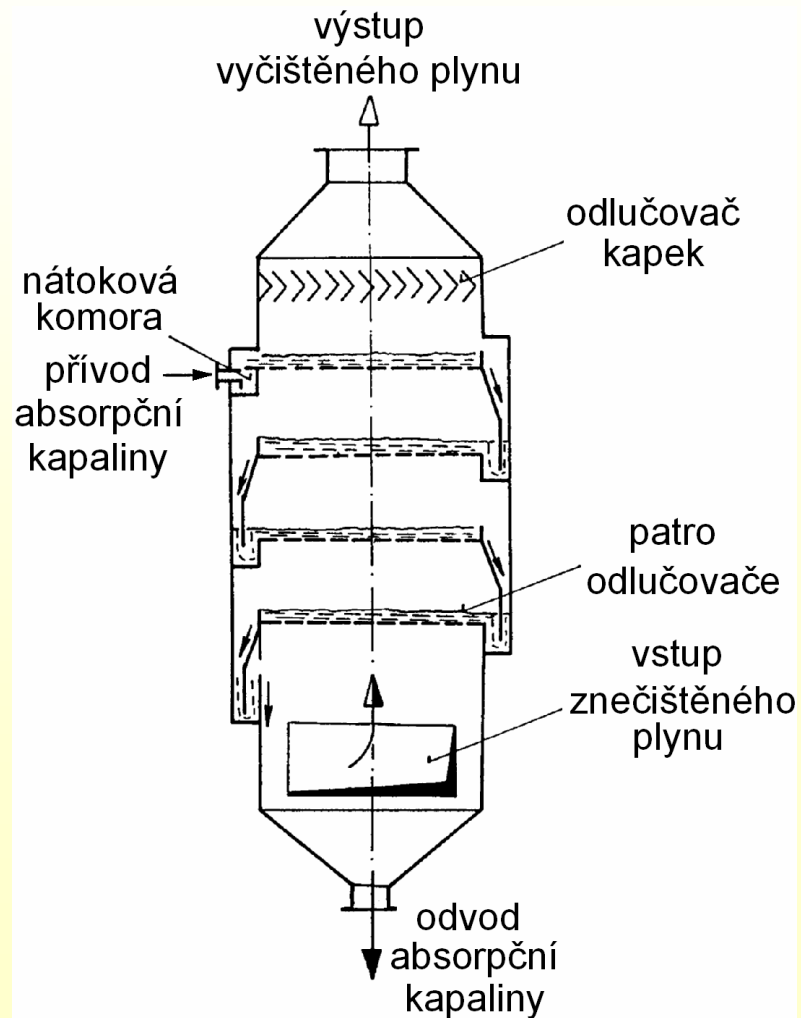 výstup
vyčištěného plynu
odlučovač
kapek
nátoková
komora
přívod
absorpční
kapaliny
patro
odlučovače
vstup
znečištěného
plynu
odvod
absorpční
kapaliny